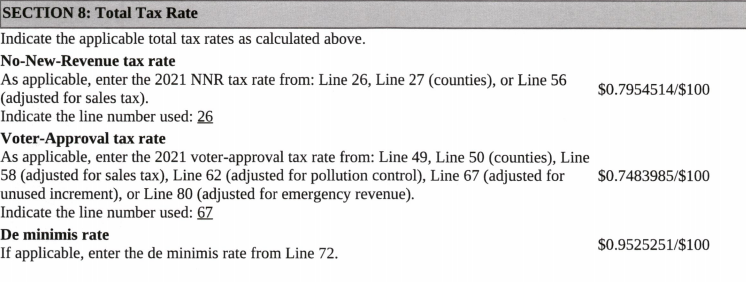 SECTION 8: Total Tax Rate
Indicate the applicable total tax rates as calculated above.
No-New-Revenue tax rate
As applicable, enter the 2021 NNR tax rate from: Line 26, Line 27 (counties), or Line 56
(adjusted for sales tax).
$0.7954514/$100
Indicate the line number used: 26
Voter-Approval tax rate
As applicable, enter the 2021 voter-approval tax rate from: Line 49, Line 50 (counties), Line
58 (adjusted for sales tax), Line 62 (adjusted for pollution control), Line 67 (adjusted for
$0.7483985/$100
unused increment), or Line 80 (adjusted for emergency revenue).
Indicate the line number used: 67
De minimis rate
If applicable, enter the de minimis rate from Line 72.
$0.9525251/$100